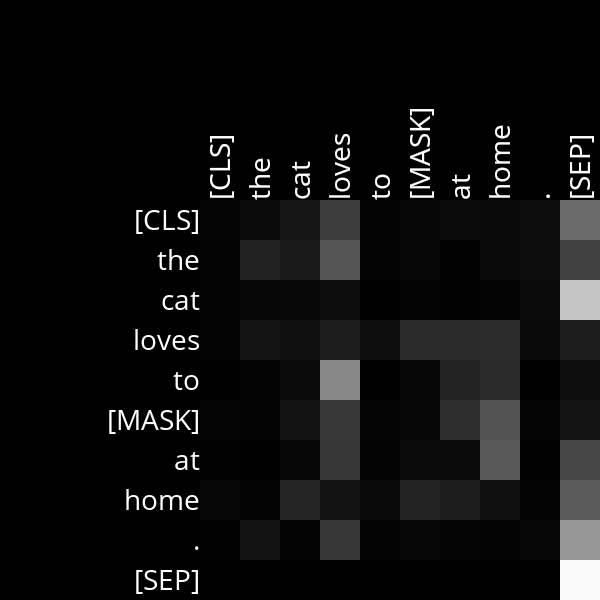 [CLS] the cat loves to [MASK] at home . [SEP]
[CLS]
the
cat
loves
to
[MASK]
at
home
.
[SEP]